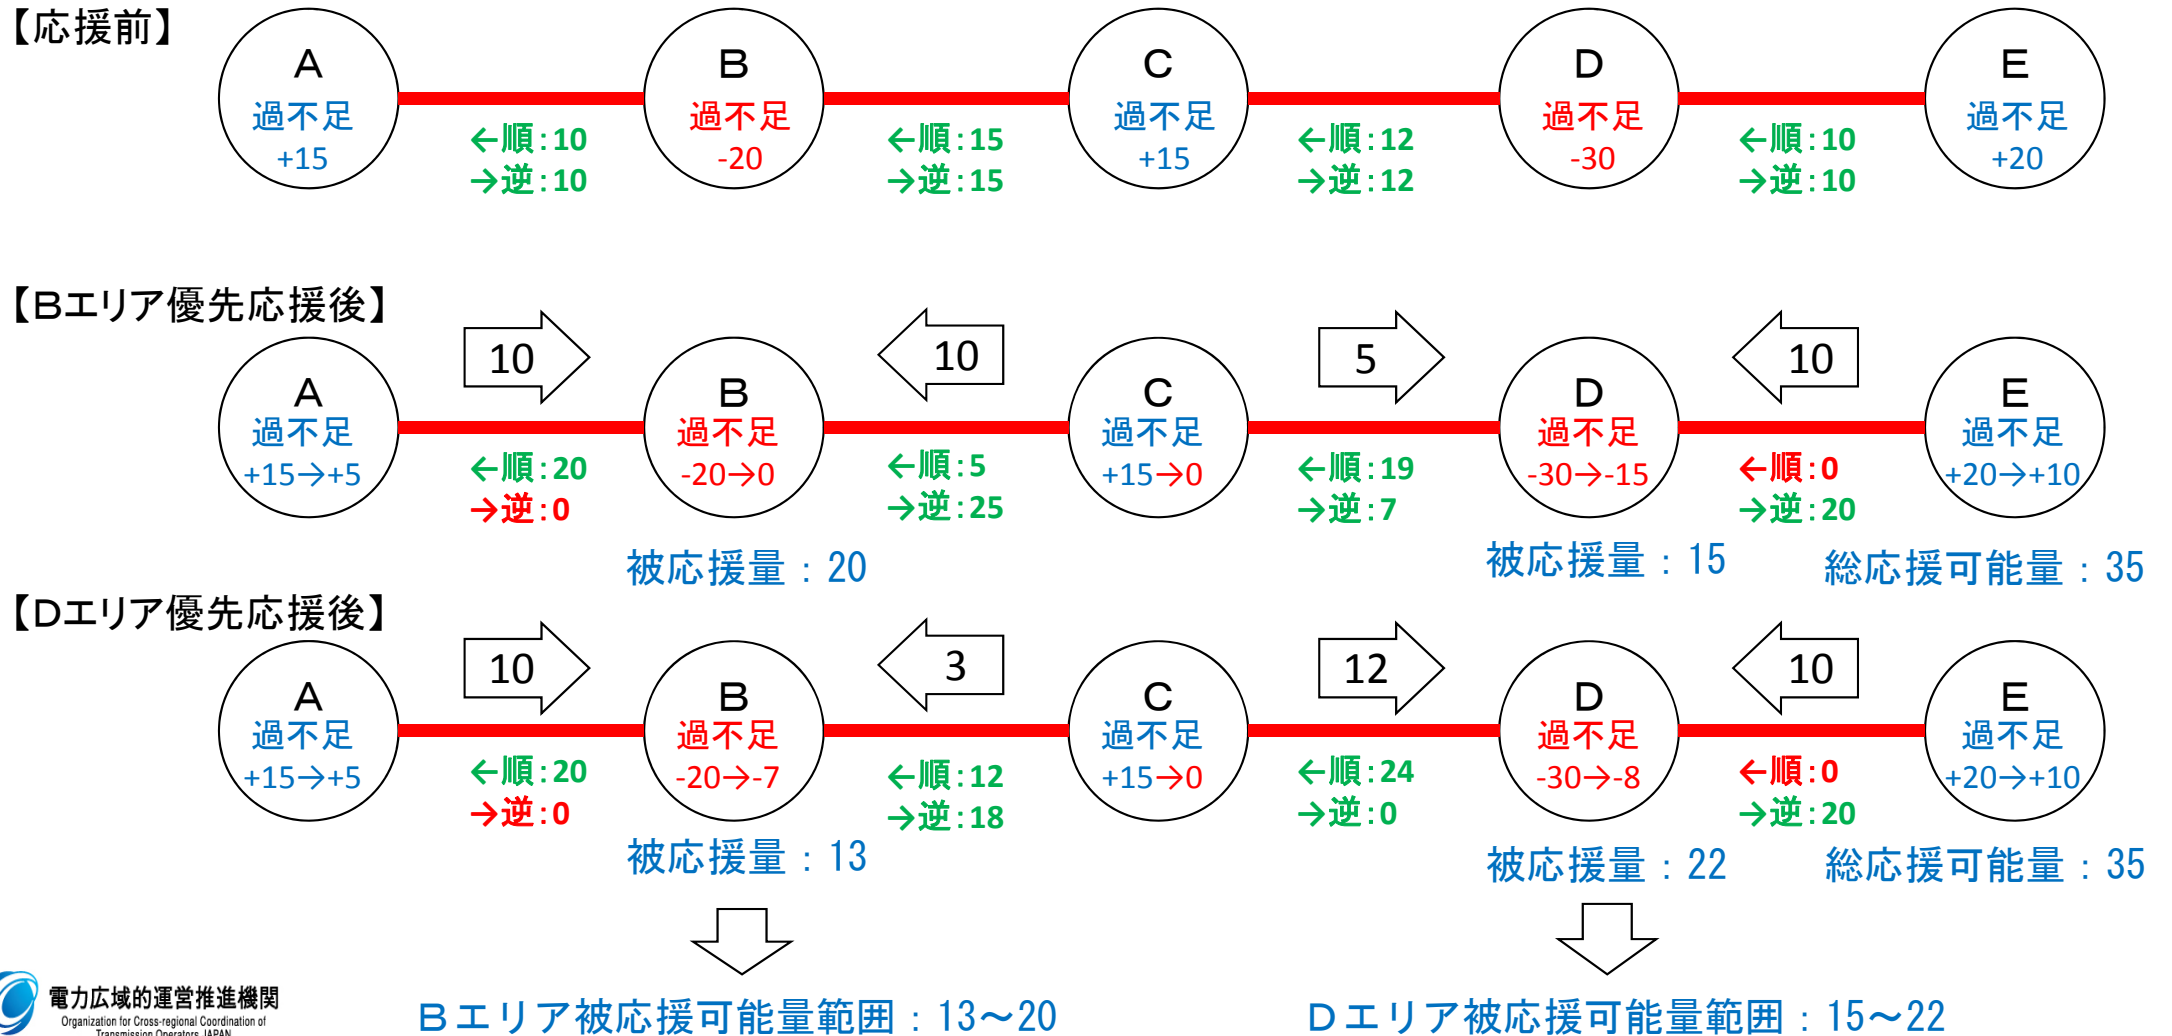 【応援前】
A
過不足
+15
←順:10
→逆:10
B
過不足
-20
←順:15
→逆:15
C
過不足
+15
←順:12
→逆:12
D
過不足
-30
←順:10
→逆:10
E
過不足
+20
【Bエリア優先応援後】
10
10
5
10
A
過不足
+15→+5
←順:20
→逆:0
B
過不足
-20→0
←順:5
→逆:25
C
過不足
+15→0
←順:19
→逆:7
D
過不足
-30→-15
←順:0
→逆:20
E
過不足
+20→+10
被応援量:20
被応援量:15
総応援可能量:35
【Dエリア優先応援後】
10
3
12
10
A
過不足
+15→+5
←順:20
→逆:0
B
過不足
-20→-7
←順:12
→逆:18
C
過不足
+15→0
←順:24
→逆:0
D
過不足
-30→-8
←順:0
→逆:20
E
過不足
+20→+10
被応援量:13
被応援量:22
総応援可能量:35
Bエリア被応援可能量範囲:13～20
Dエリア被応援可能量範囲:15～22
電力広域的運営推進機関
Organization for Cross-regional Coordination of
Transmission Operators, JAPAN